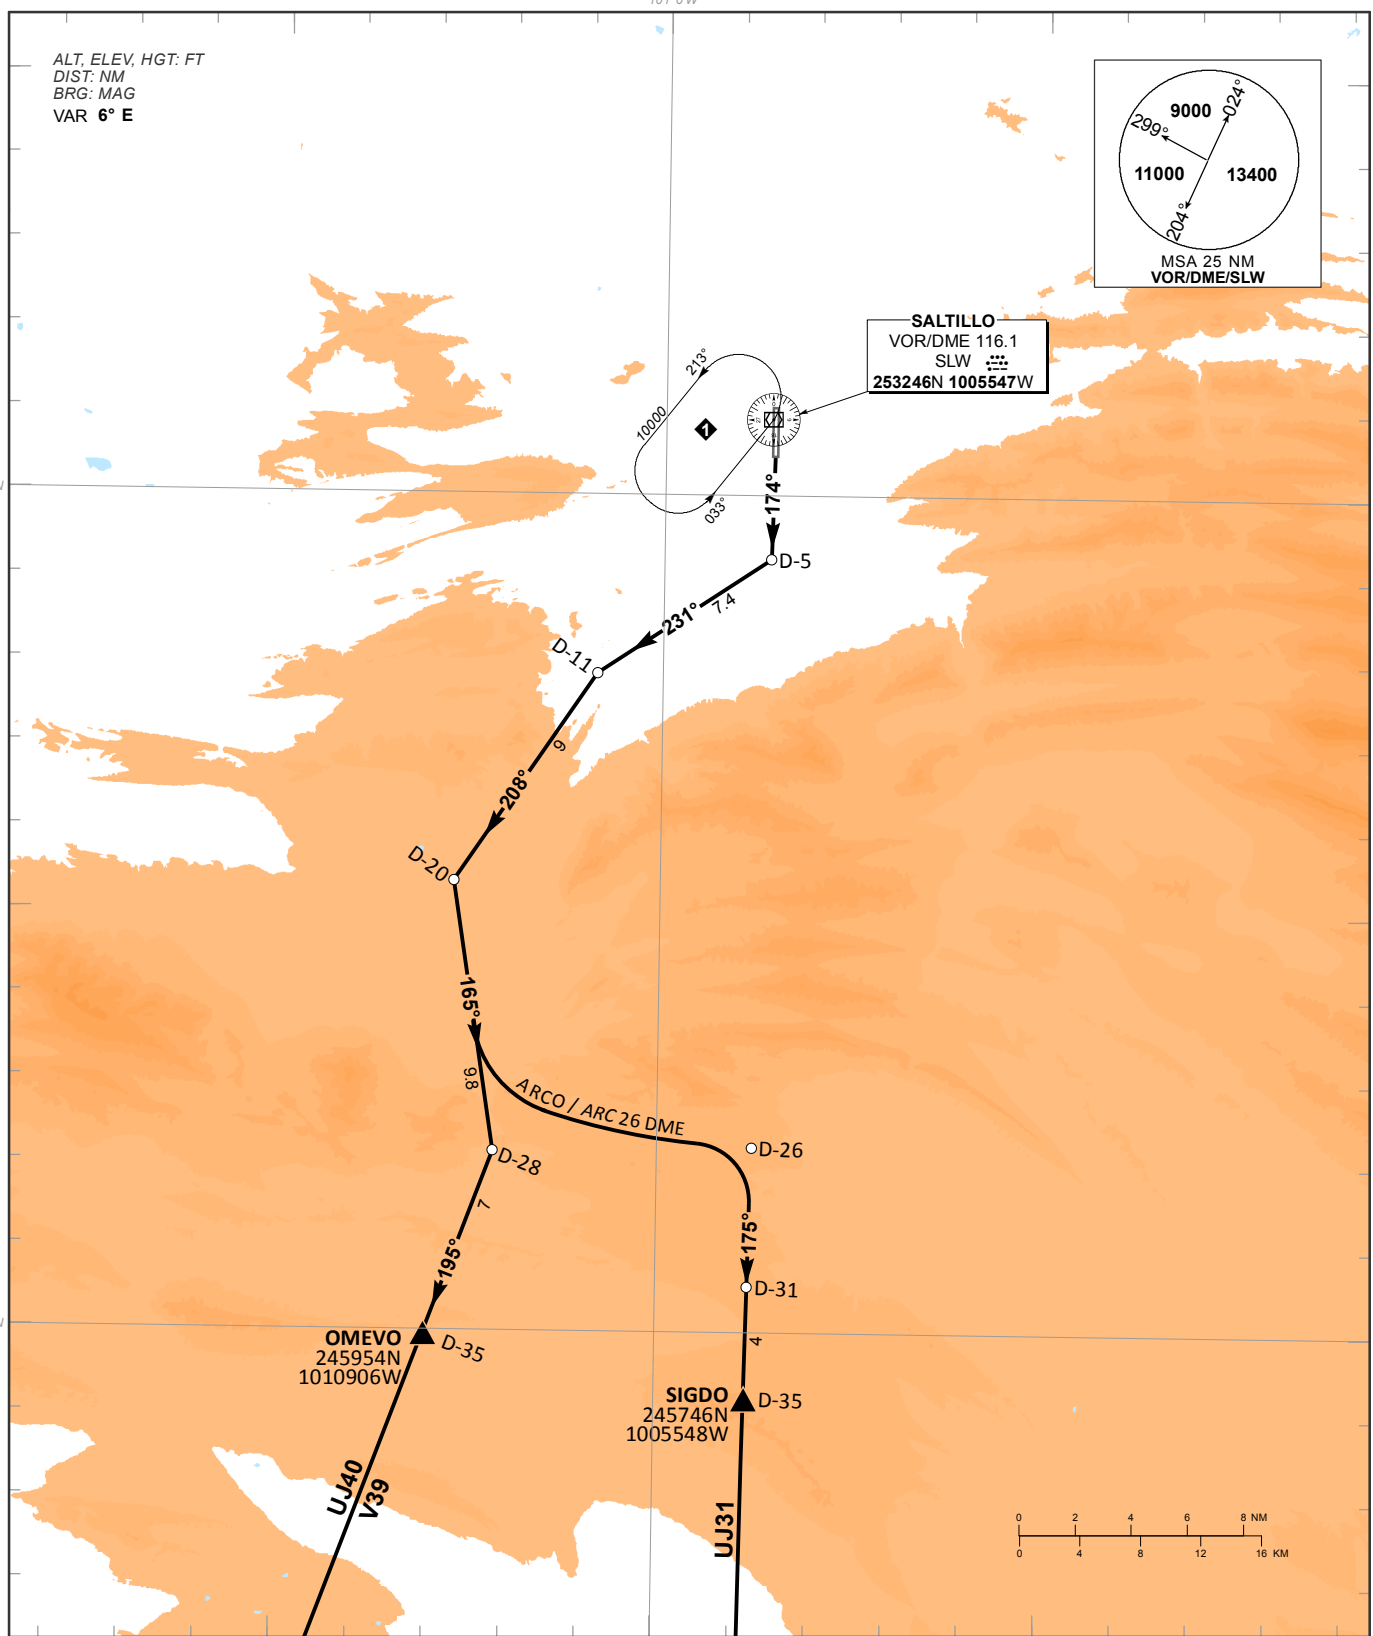 101°0'W
ALT, ELEV, HGT: FT
DIST: NM
BRG: MAG
VAR 6° E
9000
024°
299°
11000
13400
204°
MSA 25 NM
VOR/DME/SLW
SALTILLO
VOR/DME 116.1
SLW
253246N 1005547W
213°
10000
1
033°
174°
D-5
7.4
231°
D-11
9
208°
D-20
165°
9.8
ARCO / ARC 26 DME
D-26
D-28
7
195°
175°
D-31
OMEVO
D-35
245954N
1010906W
4
SIGDO
D-35
245746N
1005548W
UJ40
V39
UJ31
0 2 4 6 8 NM
0 4 8 12 16 KM